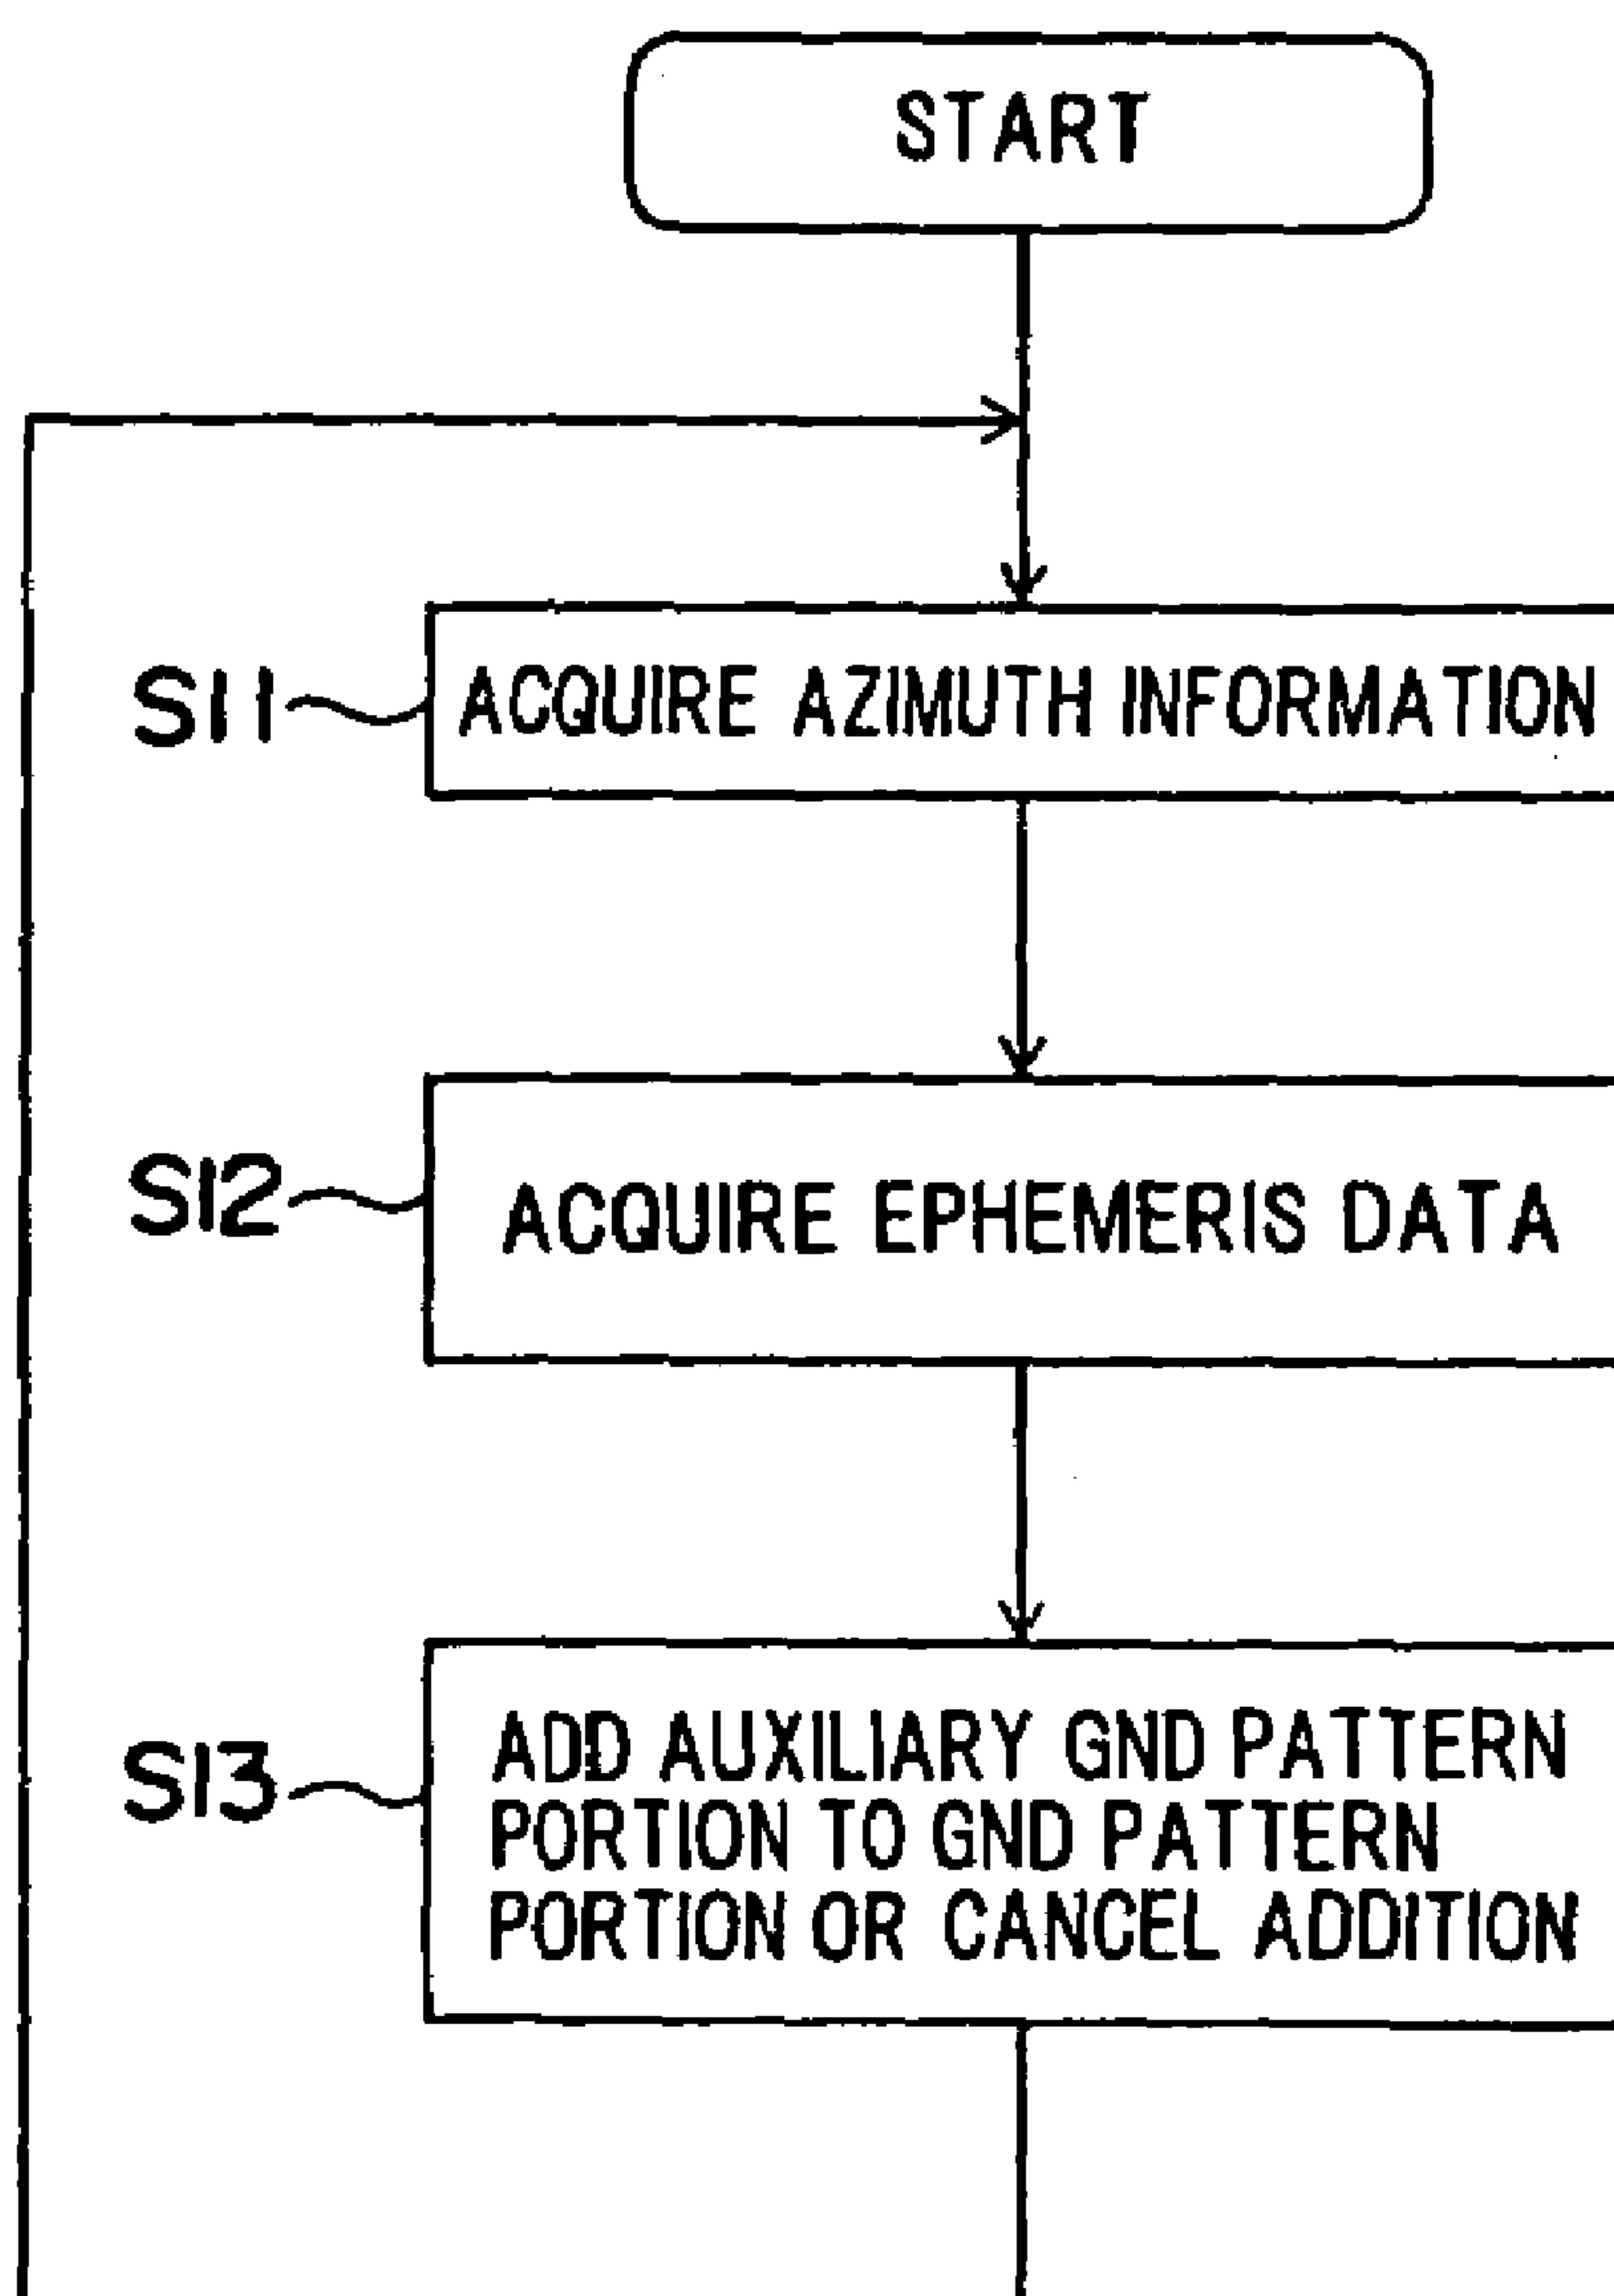 START
S11
ACQUIRE AZIMUTH INFORMATION
S12
ACQUIRE EPHEMERIS DATA
S13
ADD AUXILIARY GND PATTERN
PORTION TO GND PATTERN
PORTION OR CANCEL ADDITION